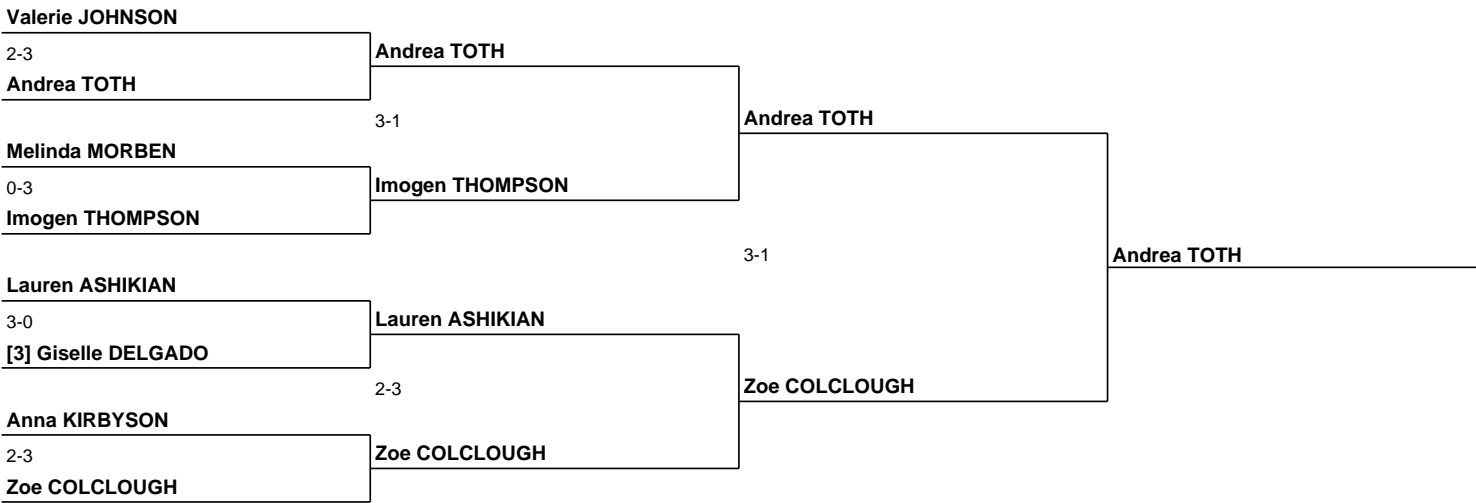 Valerie JOHNSON
2-3
Andrea TOTH
Andrea TOTH
3-1
Andrea TOTH
Melinda MORBEN
0-3
Imogen THOMPSON
Imogen THOMPSON
3-1
Andrea TOTH
Lauren ASHIKIAN
3-0
Lauren ASHIKIAN
[3] Giselle DELGADO
2-3
Zoe COLCLOUGH
Anna KIRBYSON
2-3
Zoe COLCLOUGH
Zoe COLCLOUGH